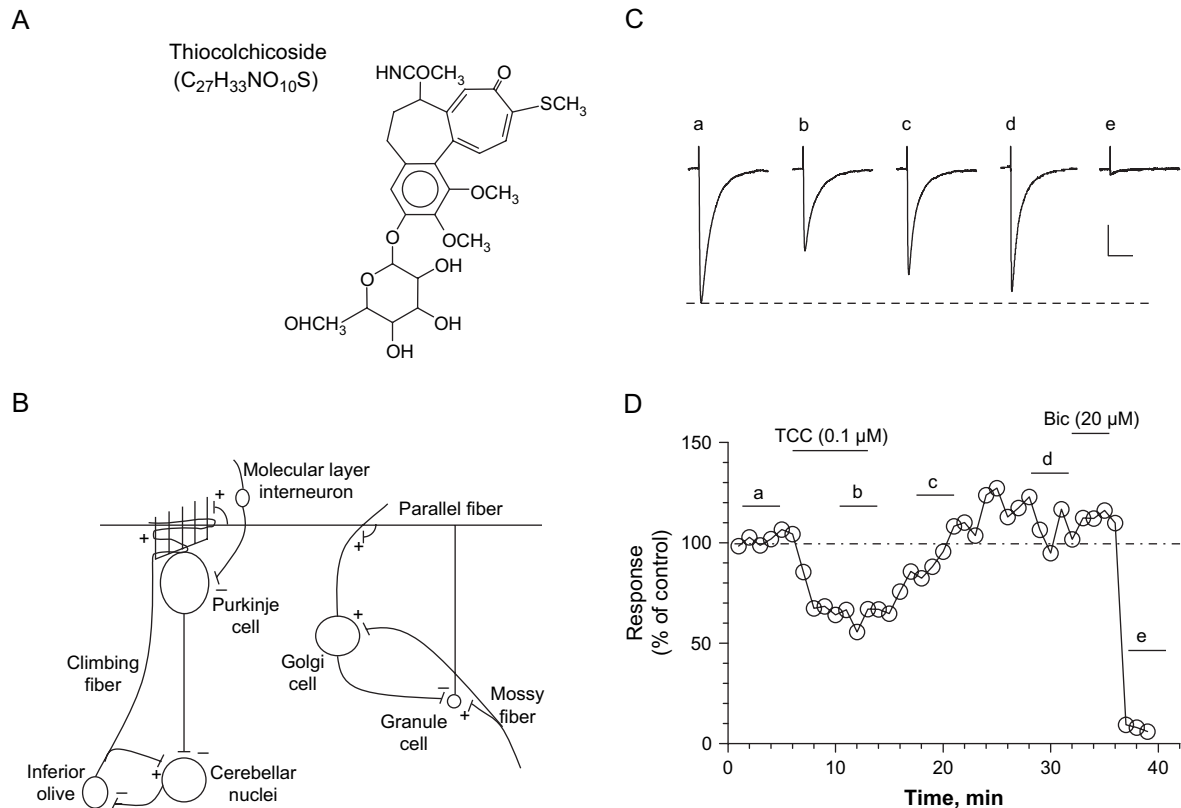 A
Thiocolchicoside
(C27H33NO10S)
HNCOCH3
O
SCH3
OCH3
OCH3
O
O
OH
OHCH3
OH
OH
B
Molecular layer
interneuron
+
Parallel fiber
+
+
−
Purkinje
cell
+
Golgi
cell
Climbing
fiber
−
+
Granule
cell
Mossy
fiber
−
Inferior
olive
+
−
Cerebellar
nuclei
C
a
b
c
d
e
D
Bic (20 µM)
TCC (0.1 µM)
a
b
c
d
e
Response
(% of control)
150
100
50
0
0
10
20
30
40
Time, min